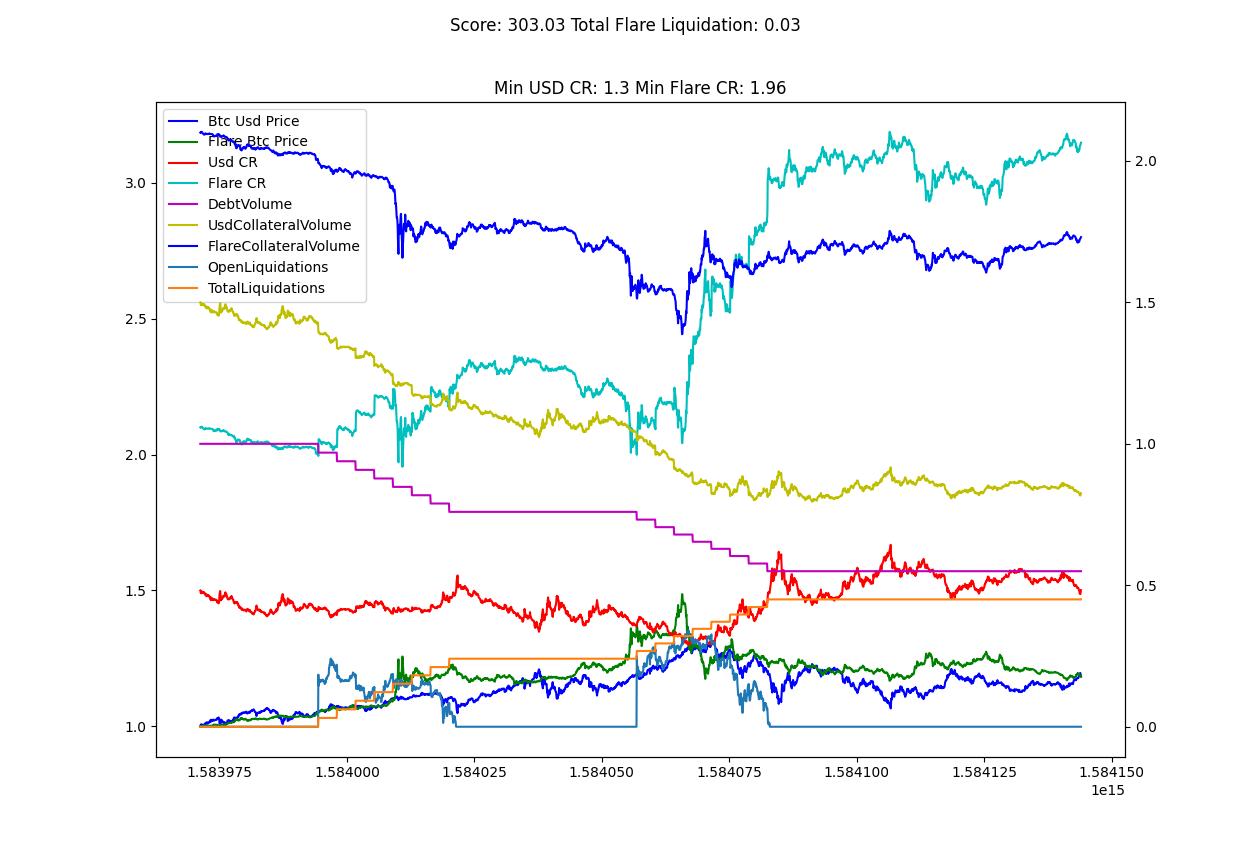 Score: 303.03 Total Flare Liquidation: 0.03
Min USD CR: 1.3 Min Flare CR: 1.96
Btc Usd Price
Flare Btc Price
Usd CR
Flare CR
DebtVolume
UsdCollateralVolume
FlareCollateralVolume
OpenLiquidations
TotalLiquidations
3.0
2.5
2.0
1.5
1.0
2.0
1.5
1.0
0.5
0.0
1.583975
1.584000
1.584025
1.584050
1.584075
1.584100
1.584125
1.584150
1e15